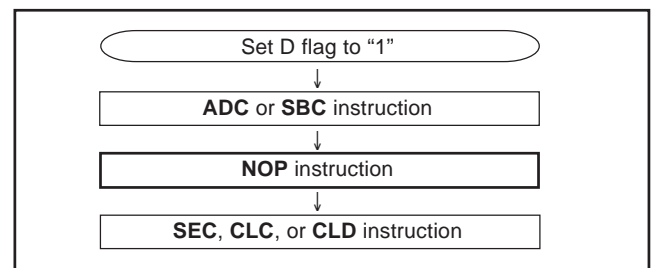 Set D flag to “1”
ADC or SBC instruction
NOP instruction
SEC, CLC, or CLD instruction